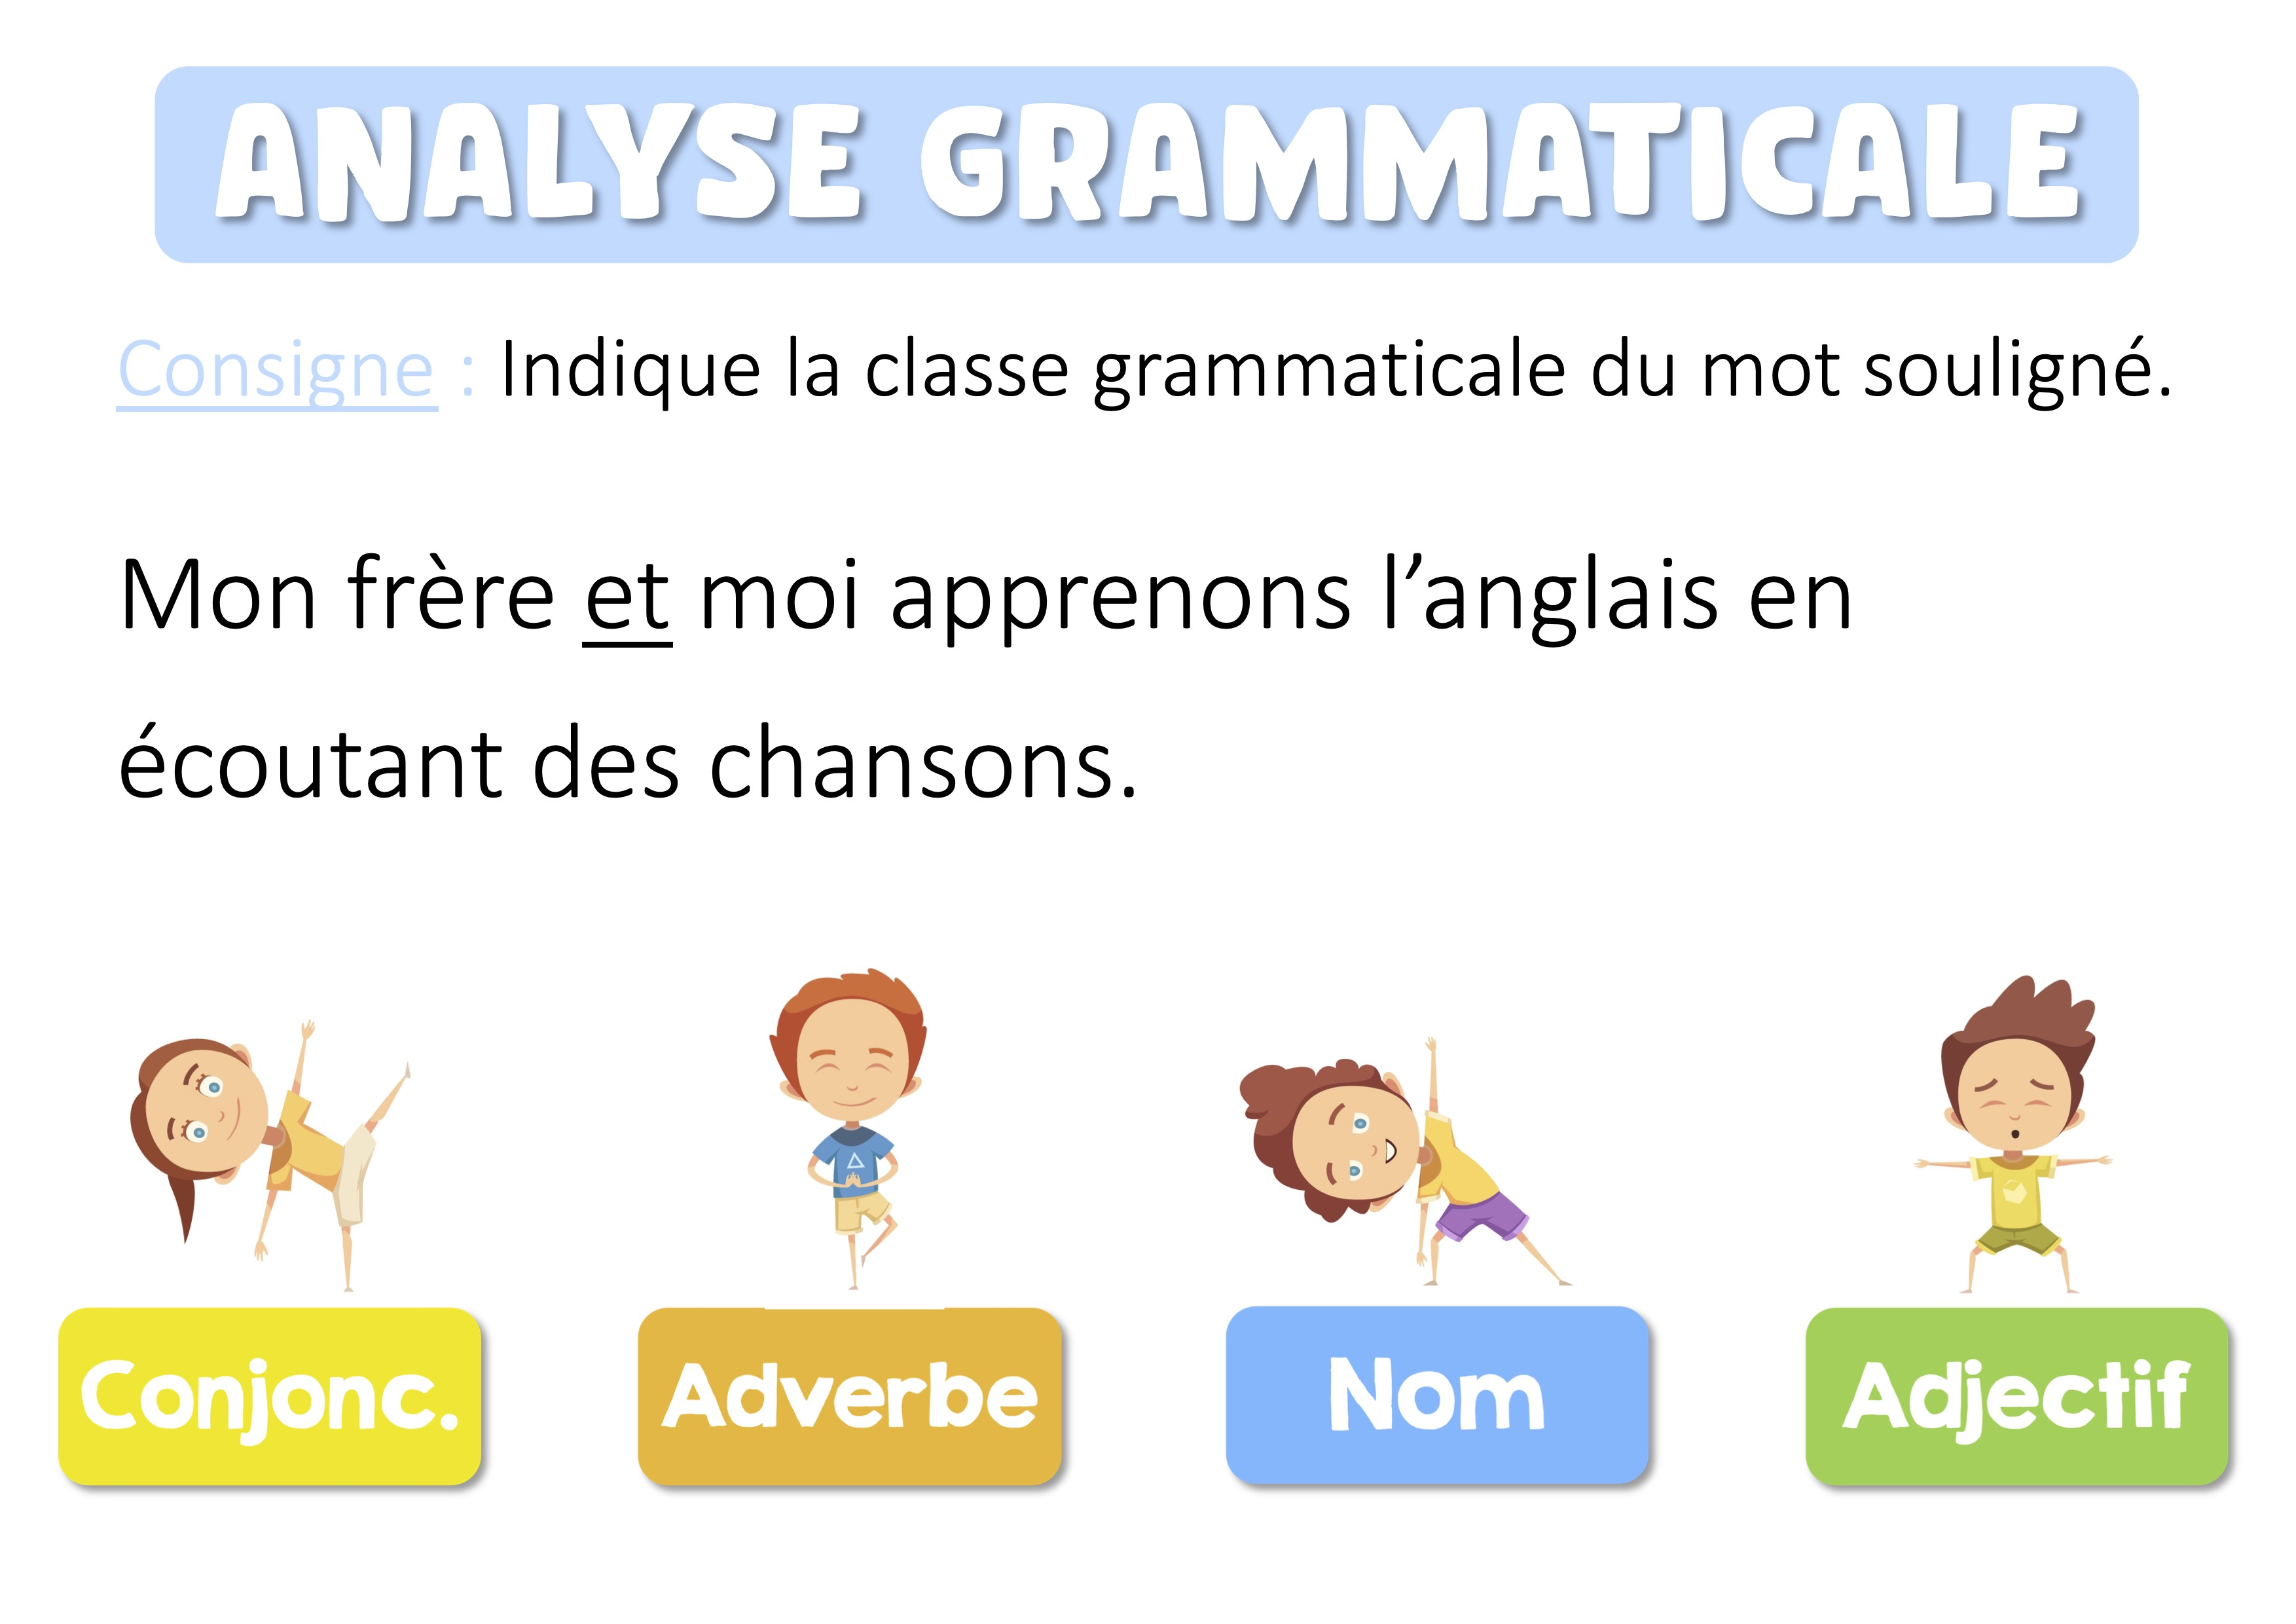 ANALYSE GRAMMATICALE
Consigne : Indique la classe grammaticale du mot souligné.
Mon frère et moi apprenons l’anglais en
écoutant des chansons.
Conjonc. Adverbe Nom Adjectif